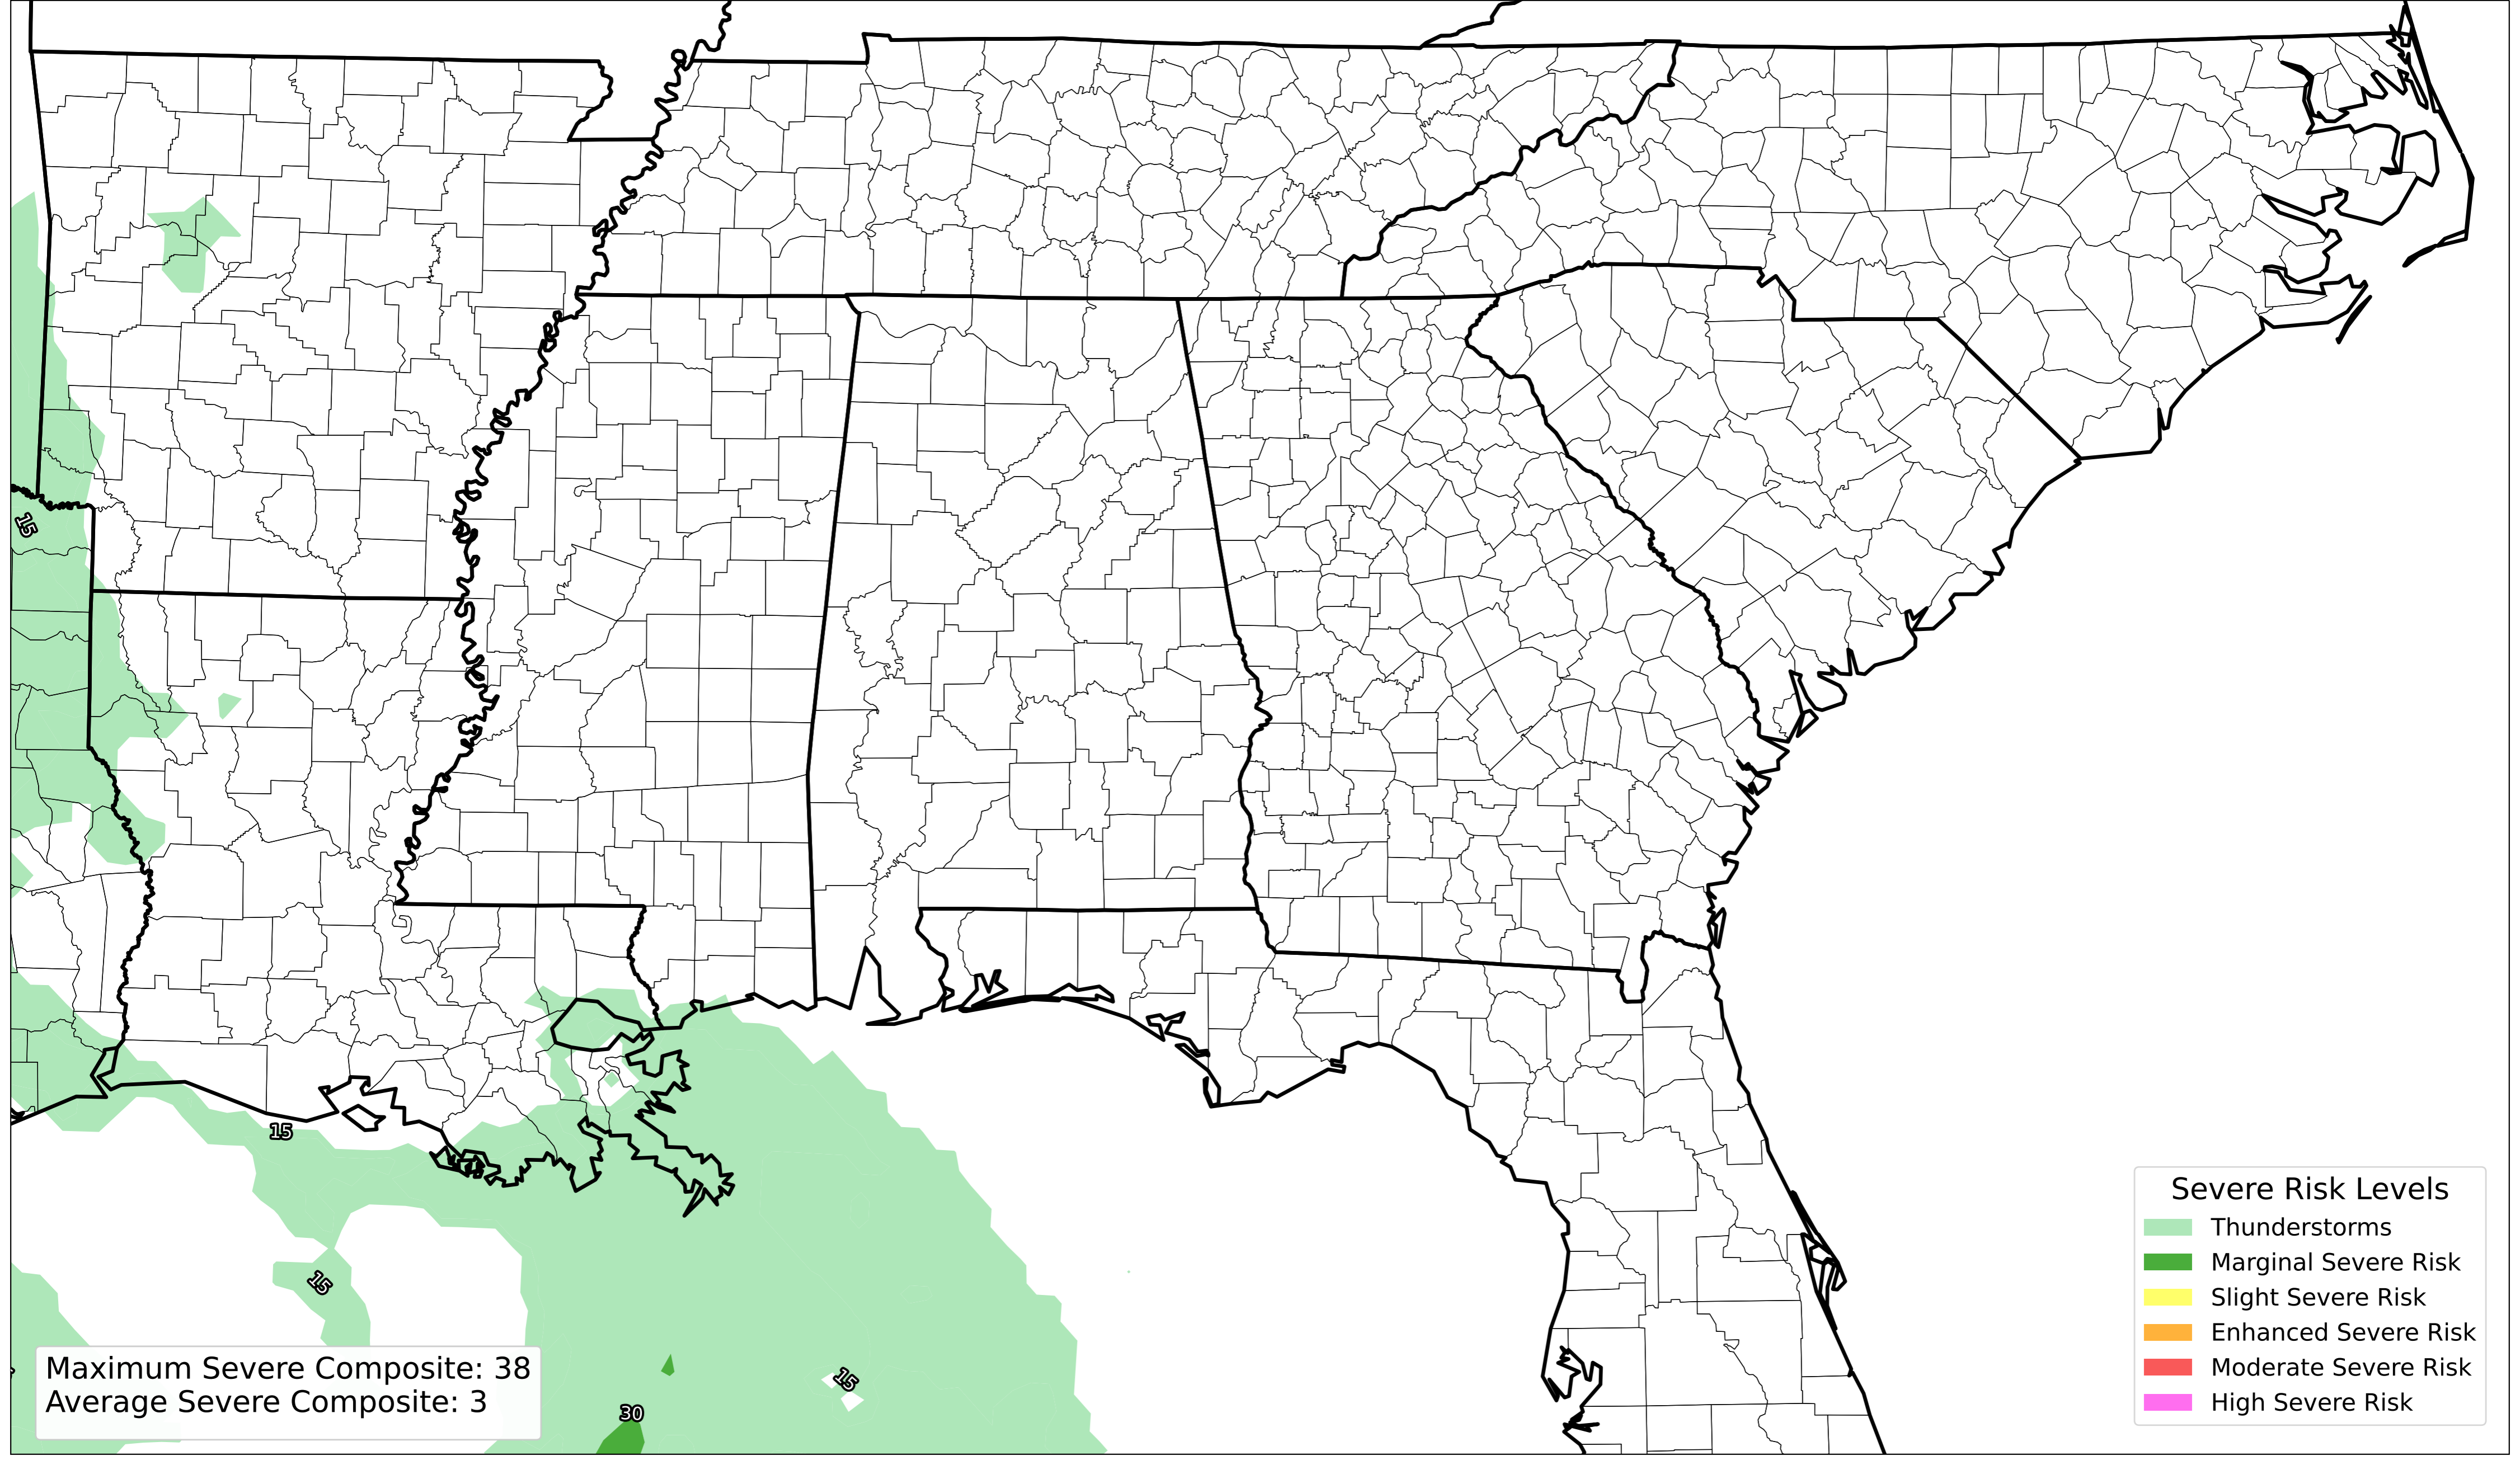 15
15
15
15
30
Maximum Severe Composite: 38
Average Severe Composite: 3
Severe Risk Levels
Thunderstorms
Marginal Severe Risk
Slight Severe Risk
Enhanced Severe Risk
Moderate Severe Risk
High Severe Risk